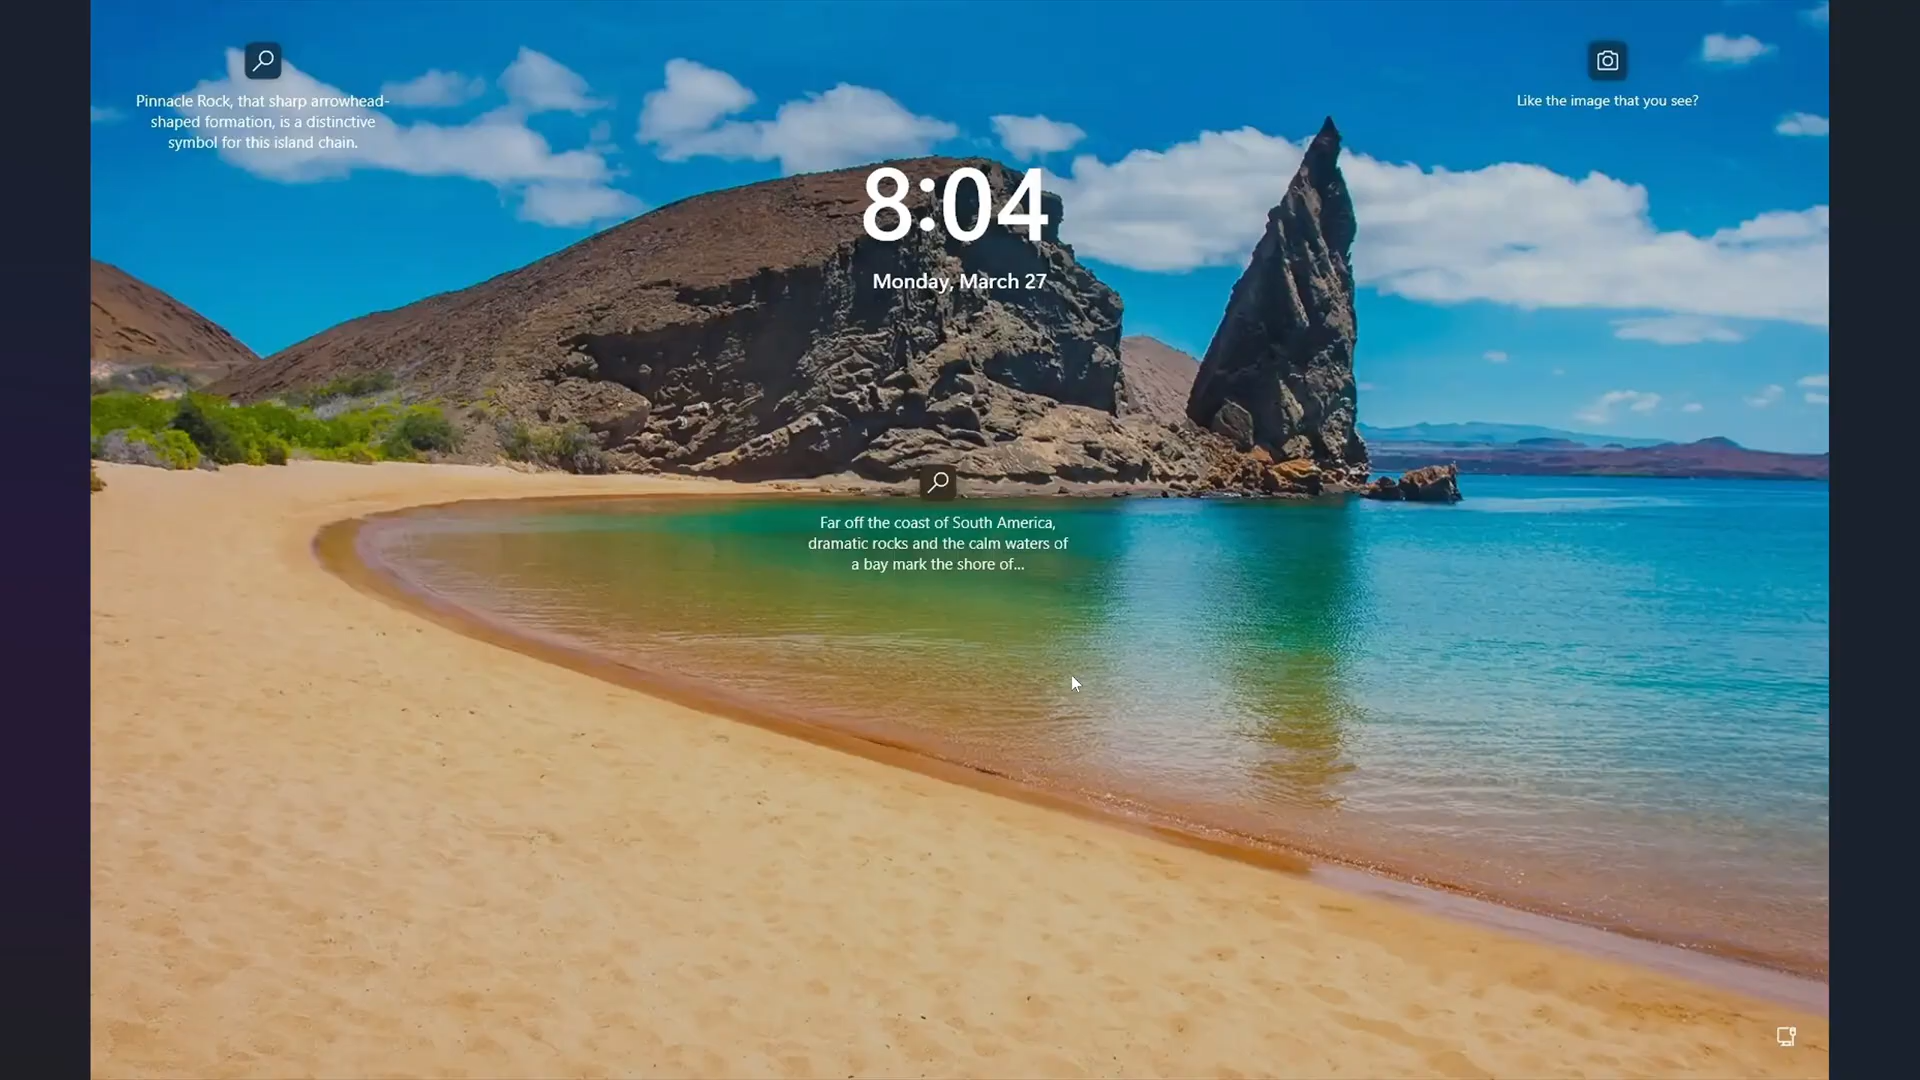 Pinnacle Rock, that sharp arrowhead-
shaped formation, is a distinctive
symbol for this island chain.
Like the image that you see?
8:04
Monday, March 27
Far off the coast of South America,
dramatic rocks and the calm waters of
a bay mark the shore of...